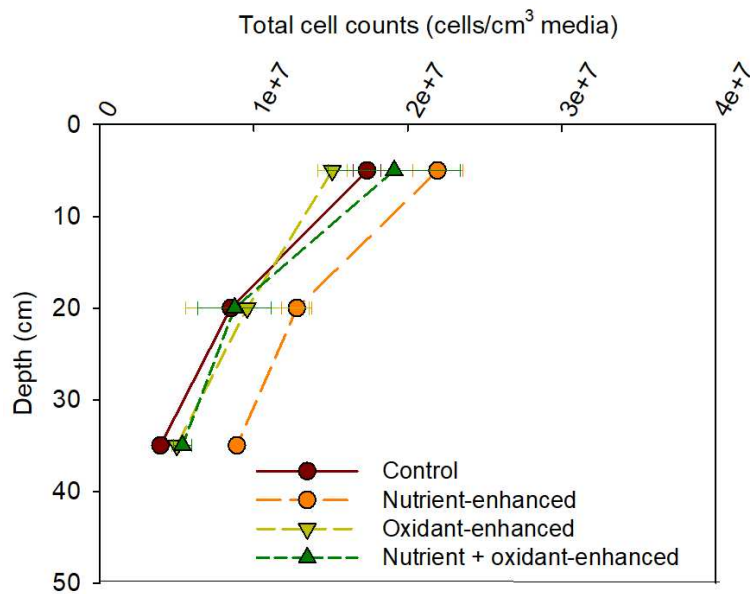 Total cell counts (cells/cm³ media)
0 1e+7 2e+7 3e+7 4e+7
0
10
20
30
40
50
Depth (cm)
Control
Nutrient-enhanced
Oxidant-enhanced
Nutrient + oxidant-enhanced